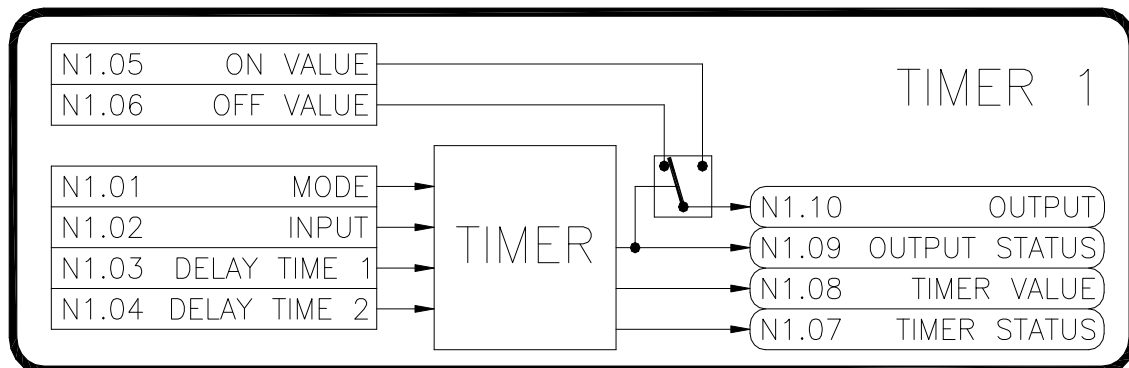 N1.05 ON VALUE
N1.06 OFF VALUE
TIMER 1
N1.01 MODE
N1.02 INPUT
N1.03 DELAY TIME 1
N1.04 DELAY TIME 2
TIMER
N1.10 OUTPUT
N1.09 OUTPUT STATUS
N1.08 TIMER VALUE
N1.07 TIMER STATUS